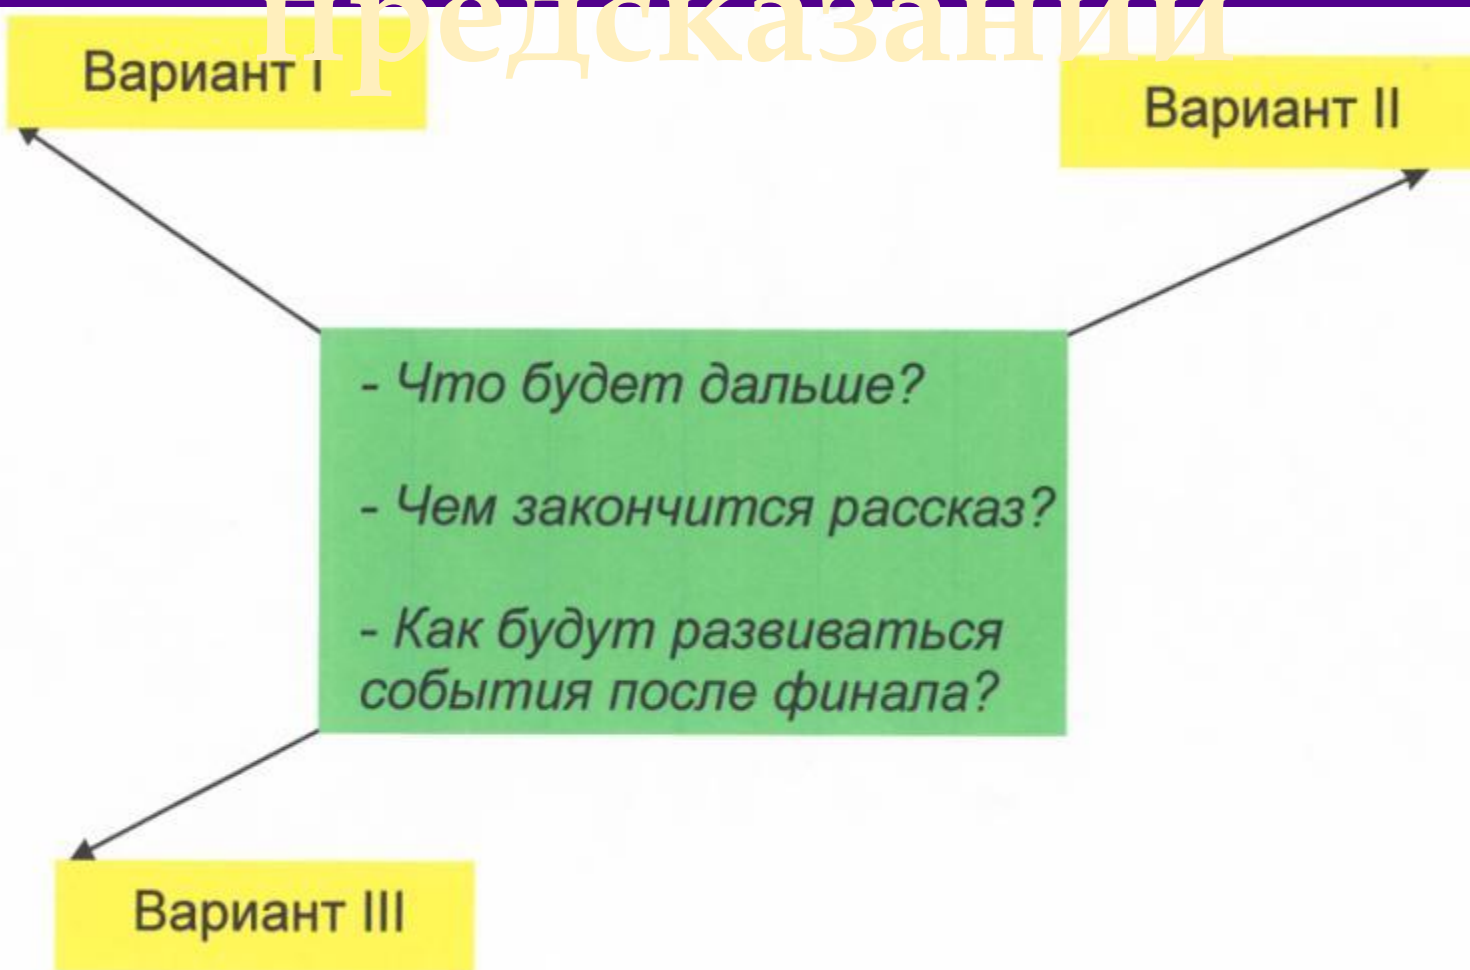 предсказаний
Вариант I
Вариант II
- Что будет дальше?
- Чем закончится рассказ?
- Как будут развиваться
события после финала?
Вариант III